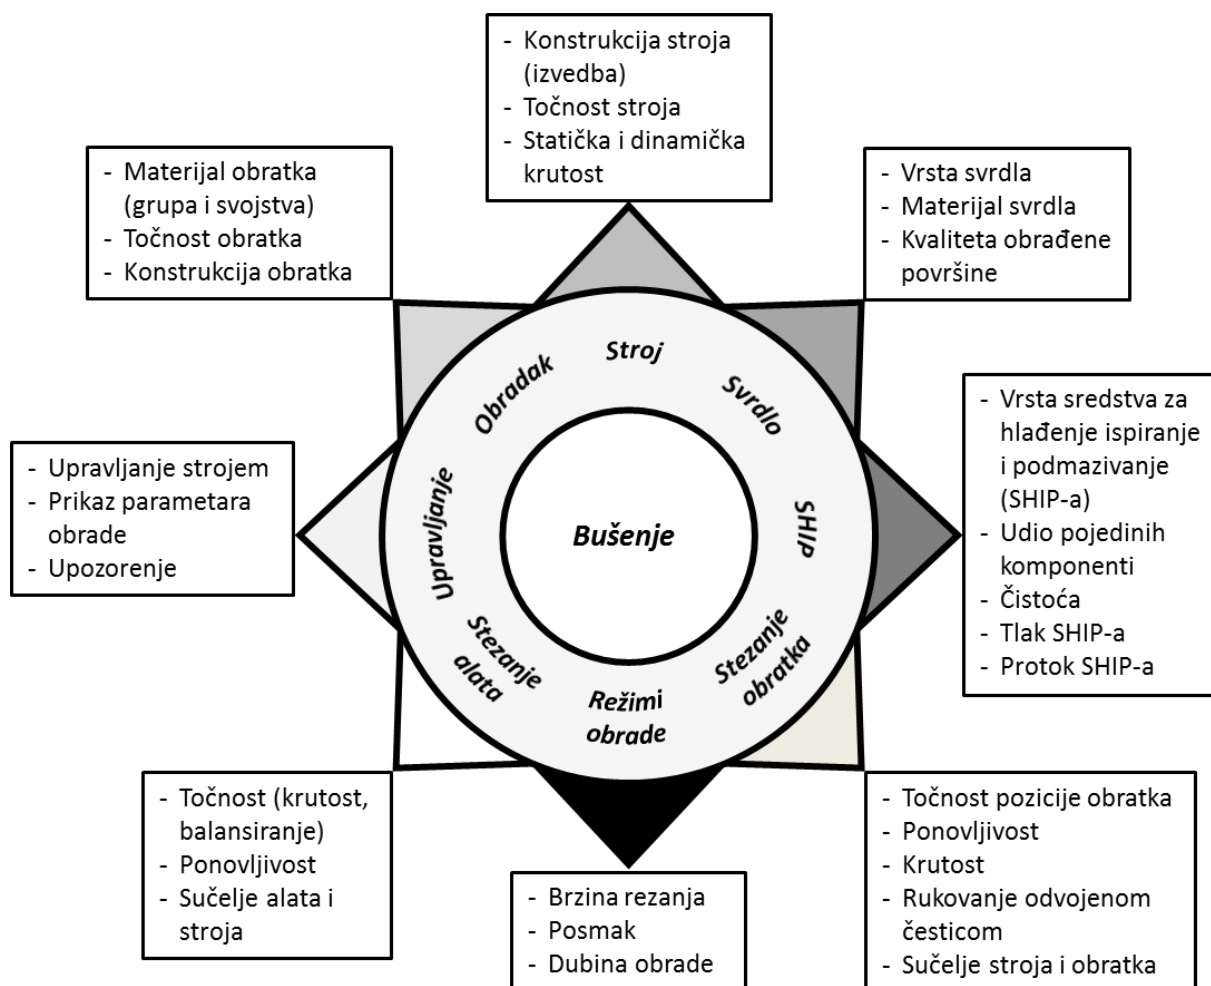 - Konstrukcija stroja
(izvedba)
- Točnost stroja
- Statička i dinamička
krutost
- Materijal obratka
(grupa i svojstva)
- Točnost obratka
- Konstrukcija obratka
- Vrsta svrdla
- Materijal svrdla
- Kvaliteta obrađene
površine
Stroj
Obradak
Svrdlo
- Upravljanje strojem
- Prikaz parametara
obrade
- Upozorenje
Upravljanje
Bušenje
SHIP
- Vrsta sredstva za
hlađenje ispiranje
i podmazivanje
(SHIP-a)
- Udio pojedinih
komponenti
- Čistoća
- Tlak SHIP-a
- Protok SHIP-a
Stezanje
alata
Režimi
obrade
Stezanje
obratka
- Točnost (krutost,
balansiranje)
- Ponovljivost
- Sučelje alata i
stroja
- Brzina rezanja
- Posmak
- Dubina obrade
- Točnost pozicije obratka
- Ponovljivost
- Krutost
- Rukovanje odvojenom
česticom
- Sučelje stroja i obratka